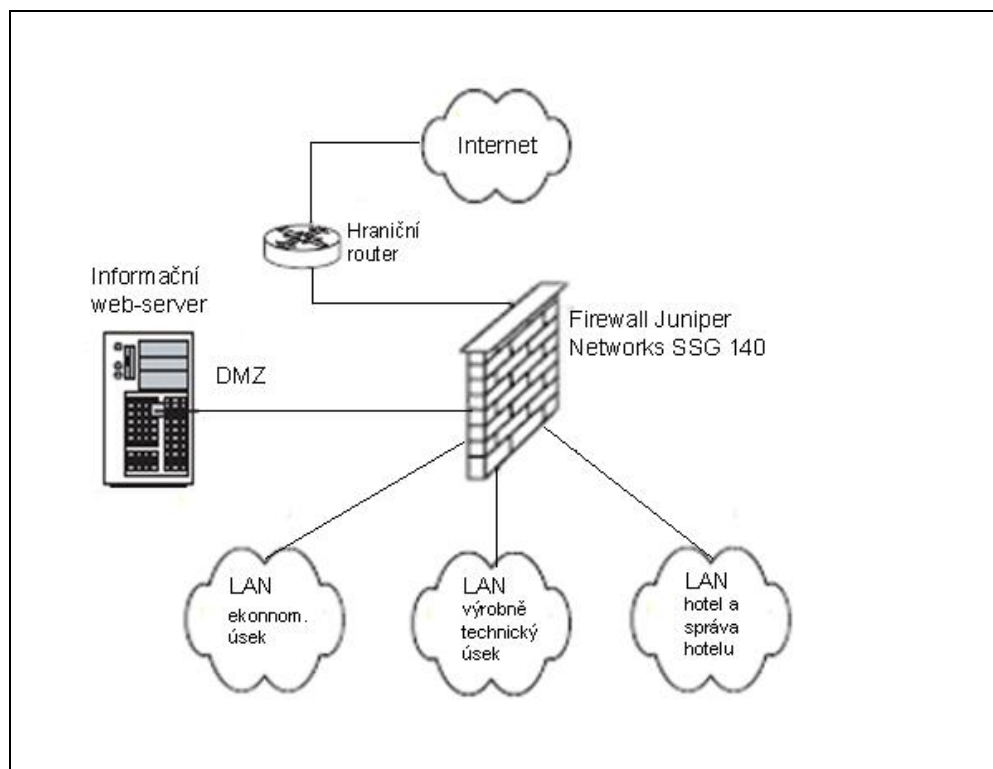 Internet
Hraniční
router
Informační
web-server
Firewall Juniper
Networks SSG 140
DMZ
LAN
ekonnom.
úsek
LAN
výrobně
technický
úsek
LAN
hotel a
správa
hotelu